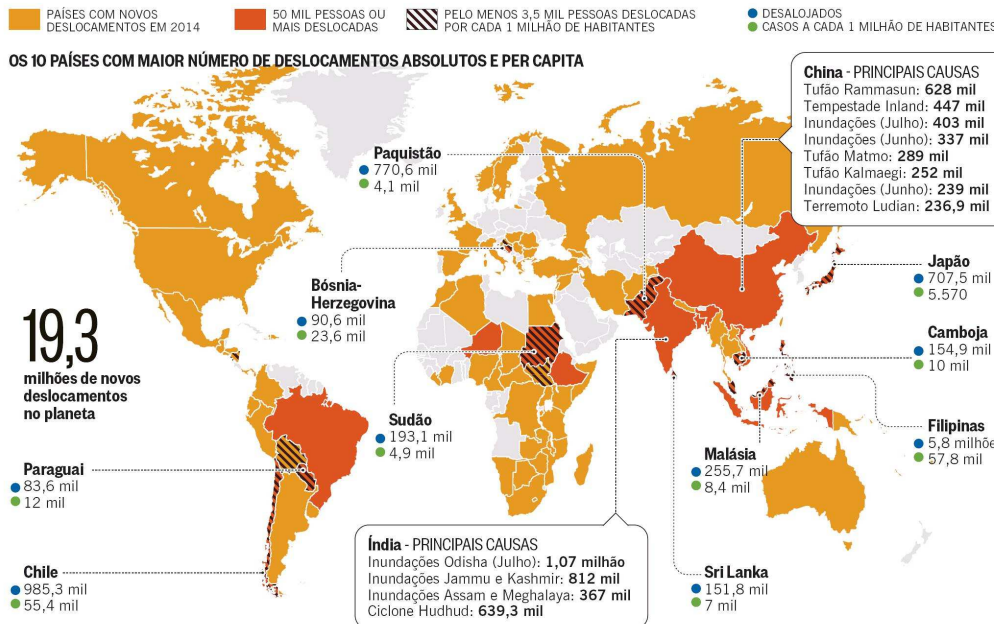 PAÍSES COM NOVOS
DESLOCAMENTOS EM 2014
50 MIL PESSOAS OU
MAIS DESLOCADAS
PELO MENOS 3,5 MIL PESSOAS DESLOCADAS
POR CADA 1 MILHÃO DE HABITANTES
DESALOJADOS
CASOS A CADA 1 MILHÃO DE HABITANTES
OS 10 PAÍSES COM MAIOR NÚMERO DE DESLOCAMENTOS ABSOLUTOS E PER CAPITA
China - PRINCIPAIS CAUSAS
Tufão Rammasun: 628 mil
Tempestade Inland: 447 mil
Inundações (Julho): 403 mil
Inundações (Junho): 337 mil
Tufão Matmo: 289 mil
Tufão Kalmaegi: 252 mil
Inundações (Junho): 239 mil
Terremoto Ludian: 236,9 mil
Paquistão
770,6 mil
4,1 mil
Bósnia-
Herzegovina
90,6 mil
23,6 mil
Japão
707,5 mil
5.570
19,3
milhões de novos
deslocamentos
no planeta
Camboja
154,9 mil
10 mil
Sudão
193,1 mil
4,9 mil
Filipinas
5,8 milhõe
57,8 mil
Malásia
255,7 mil
8,4 mil
Paraguai
83,6 mil
12 mil
Índia - PRINCIPAIS CAUSAS
Inundações Odisha (Julho): 1,07 milhão
Inundações Jammu e Kashmir: 812 mil
Inundações Assam e Meghalaya: 367 mil
Ciclone Hudhud: 639,3 mil
Chile
985,3 mil
55,4 mil
Sri Lanka
151,8 mil
7 mil